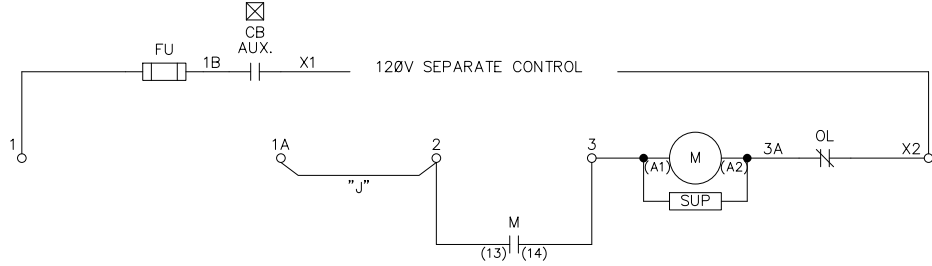 CB
AUX.
FU
1B
X1
120V SEPARATE CONTROL
1
1A
2
3
M
3A
OL
X2
(A1)
(A2)
"J"
SUP
M
(13)
(14)